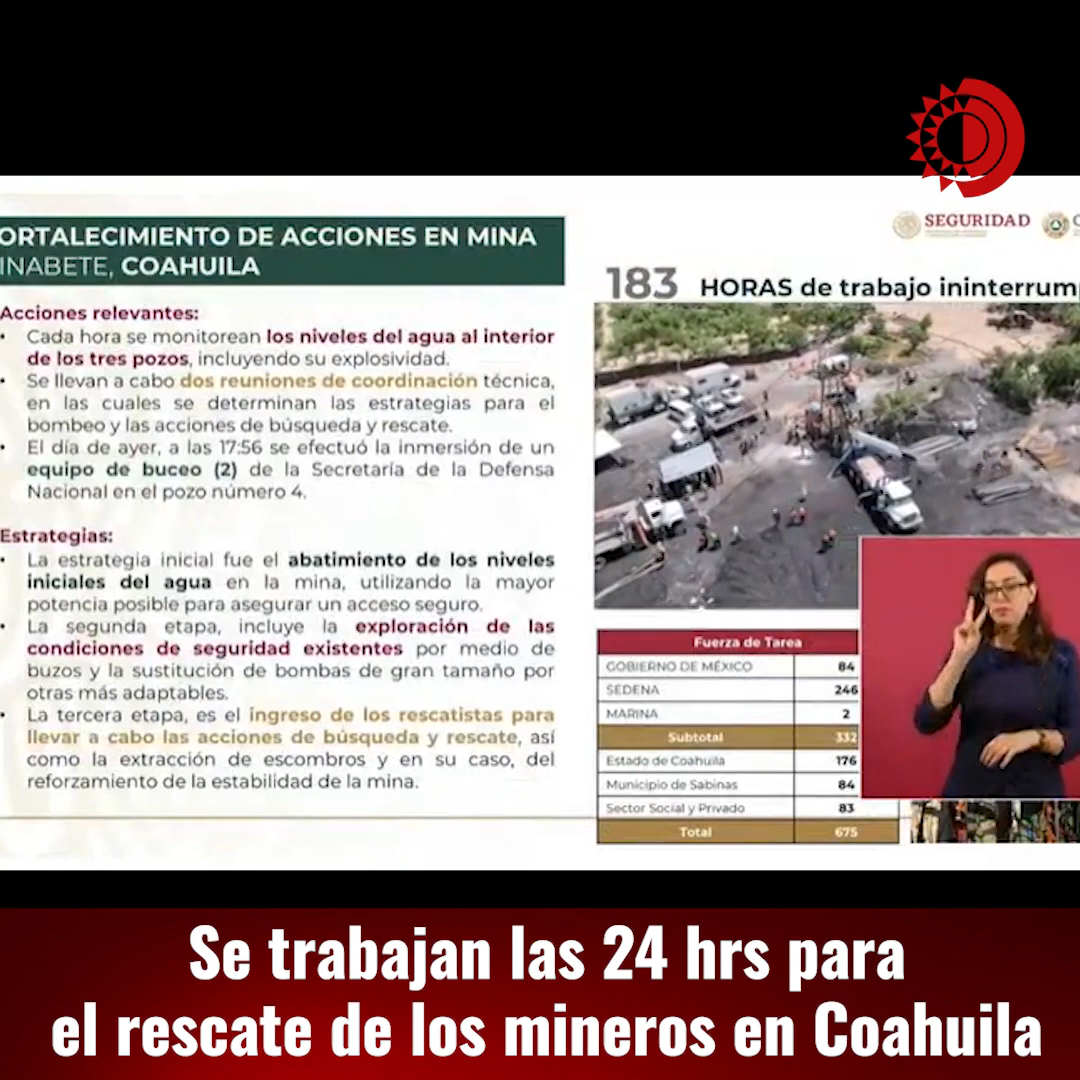 SEGURIDAD
ORTALECIMIENTO DE ACCIONES EN MINA
INABETE, COAHUILA
Acciones relevantes:
• Cada hora se monitorean los niveles del agua al interior
de los tres pozos, incluyendo su explosividad.
• Se llevan a cabo dos reuniones de coordinación técnica,
en las cuales se determinan las estrategias para el
bombeo y las acciones de búsqueda y rescate.
• El día de ayer, a las 17:56 se efectuó la inmersión de un
equipo de buceo (2) de la Secretaría de la Defensa
Nacional en el pozo número 4.
Estrategias:
• La estrategia inicial fue el abatimiento de los niveles
iniciales del agua en la mina, utilizando la mayor
potencia posible para asegurar un acceso seguro.
• La segunda etapa, incluye la exploración de las
condiciones de seguridad existentes por medio de
buzos y la sustitución de bombas de gran tamaño por
otras más adaptables.
• La tercera etapa, es el ingreso de los rescatistas para
llevar a cabo las acciones de búsqueda y rescate, así
como la extracción de escombros y en su caso, del
reforzamiento de la estabilidad de la mina.
183 HORAS de trabajo ininterrump
Fuerza de Tarea
GOBIERNO DE MÉXICO 84
SEDENA 246
MARINA 2
Subtotal 332
Estado de Coahuila 176
Municipio de Sabinas 84
Sector Social y Privado 83
Total 675
Se trabajan las 24 hrs para
el rescate de los mineros en Coahuila